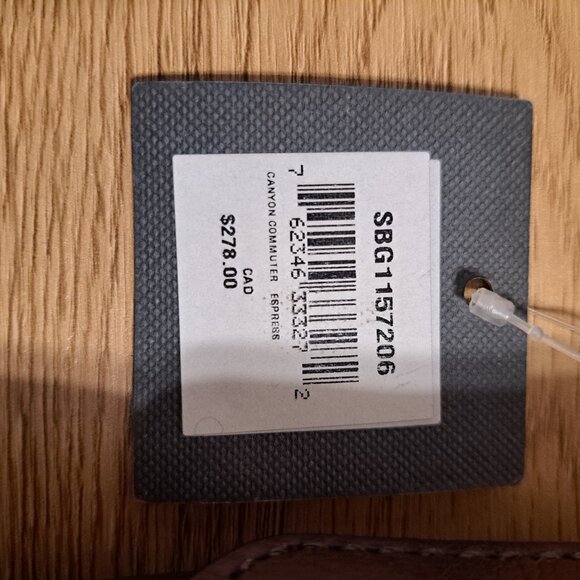 SBG1157206
7 62346 33327 2
CANYON COMMUTER ESPRESS
CAD
$278.00